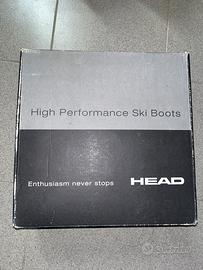 High Performance Ski Boots
Enthusiasm never stops
HEAD